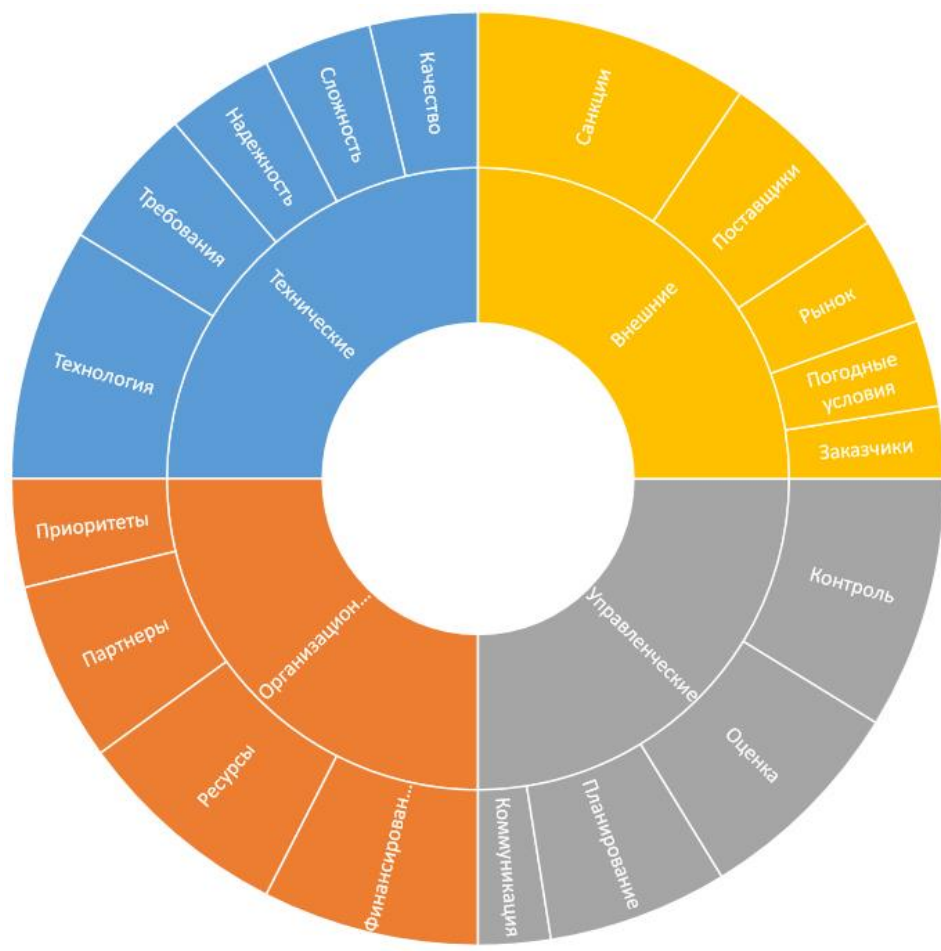 Качество
Сложность
Надежность
Требования
Технология
Технические
Санкции
Поставщики
Рынок
Погодные
условия
Заказчики
Внешние
Приоритеты
Партнеры
Ресурсы
Финансирован...
Организацион...
Контроль
Оценка
Планирование
Коммуникация
Управленческие